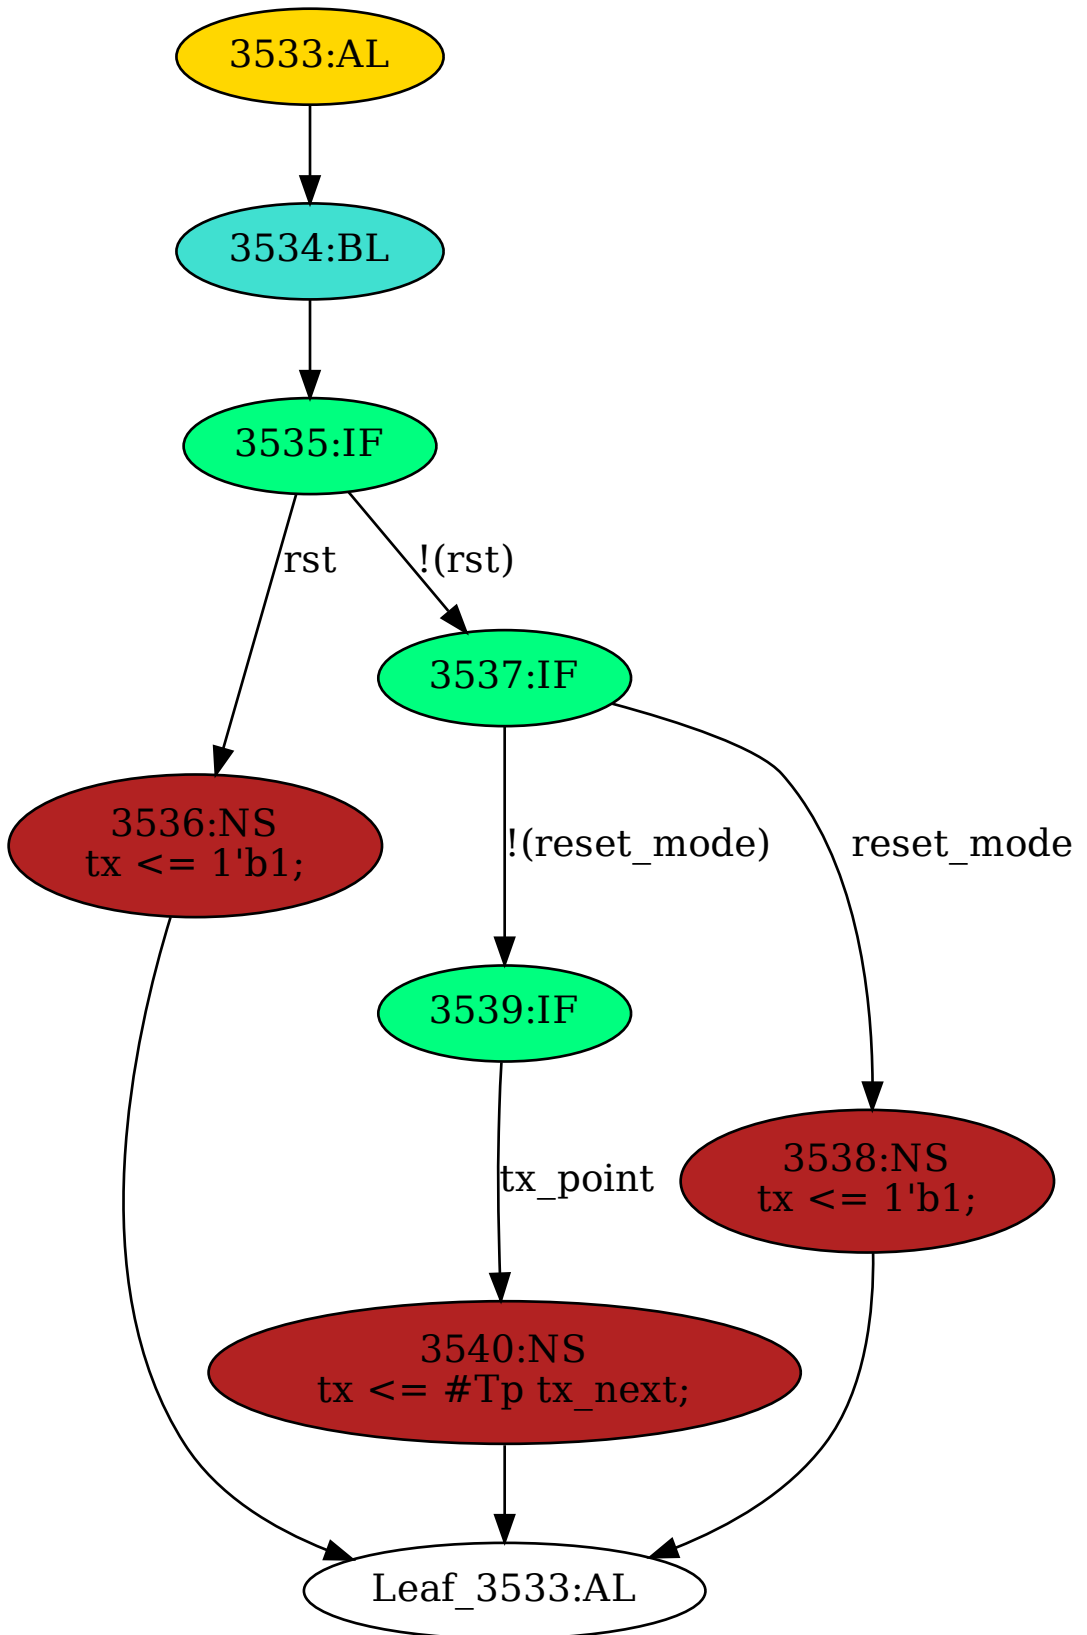 3533:AL
3534:BL
3535:IF
rst
!(rst)
3537:IF
3536:NS
tx <= 1'b1;
!(reset_mode)
reset_mode
3539:IF
3538:NS
tx <= 1'b1;
tx_point
3540:NS
tx <= #Tp tx_next;
Leaf_3533:AL